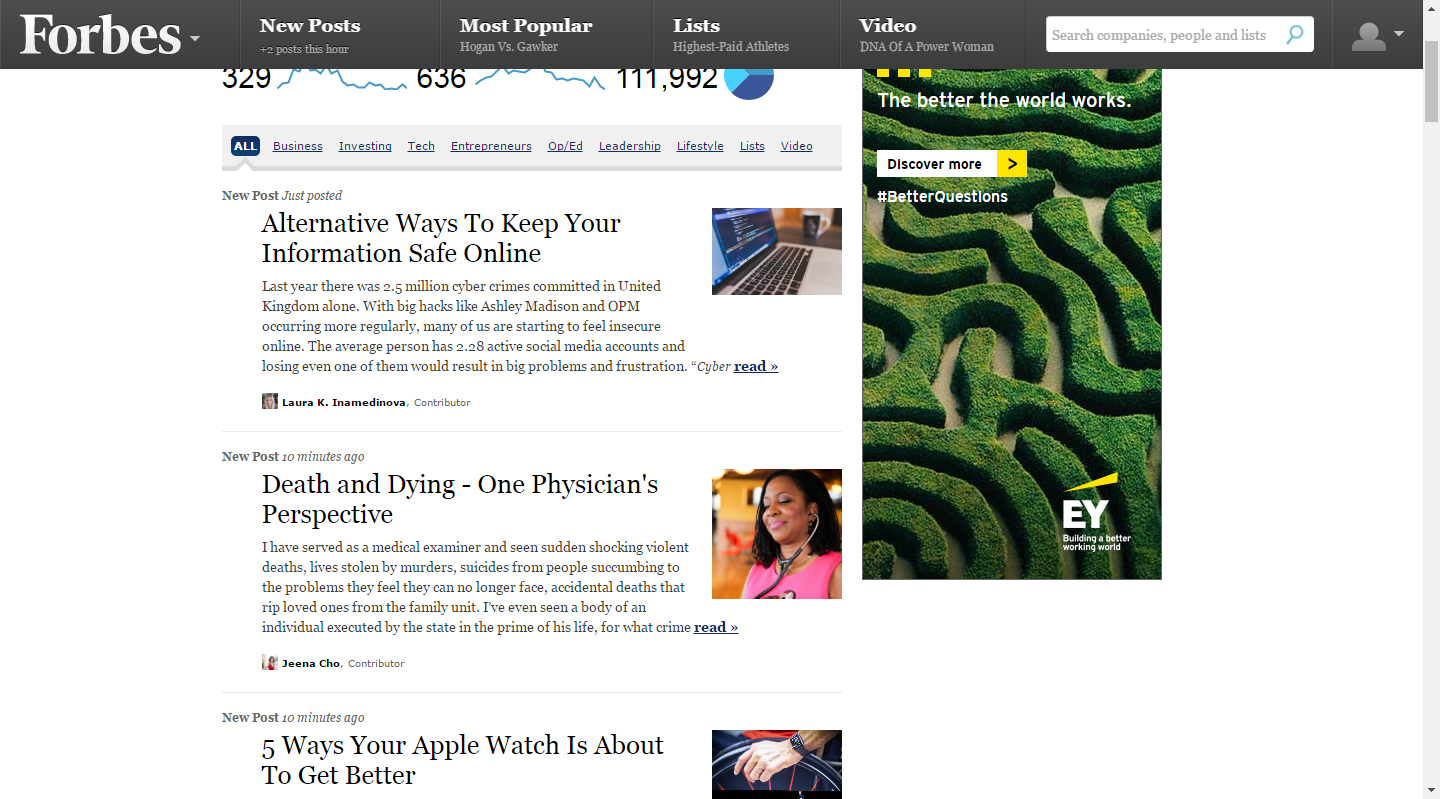 Forbes
New Posts
+2 posts this hour
Most Popular
Hogan Vs. Gawker
Lists
Highest-Paid Athletes
Video
DNA Of A Power Woman
Search companies, people and lists
329
636
111,992
ALL Business Investing Tech Entrepreneurs Op/Ed Leadership Lifestyle Lists Video
New Post Just posted
Alternative Ways To Keep Your
Information Safe Online
Last year there was 2.5 million cyber crimes committed in United
Kingdom alone. With big hacks like Ashley Madison and OPM
occurring more regularly, many of us are starting to feel insecure
online. The average person has 2.28 active social media accounts and
losing even one of them would result in big problems and frustration. “Cyber read »
Laura K. Inamedinova, Contributor
New Post 10 minutes ago
Death and Dying - One Physician's
Perspective
I have served as a medical examiner and seen sudden shocking violent
deaths, lives stolen by murders, suicides from people succumbing to
the problems they feel they can no longer face, accidental deaths that
rip loved ones from the family unit. I’ve even seen a body of an
individual executed by the state in the prime of his life, for what crime read »
Jeena Cho, Contributor
New Post 10 minutes ago
5 Ways Your Apple Watch Is About
To Get Better
The better the world works.
Discover more >
#BetterQuestions
EY
Building a better
working world